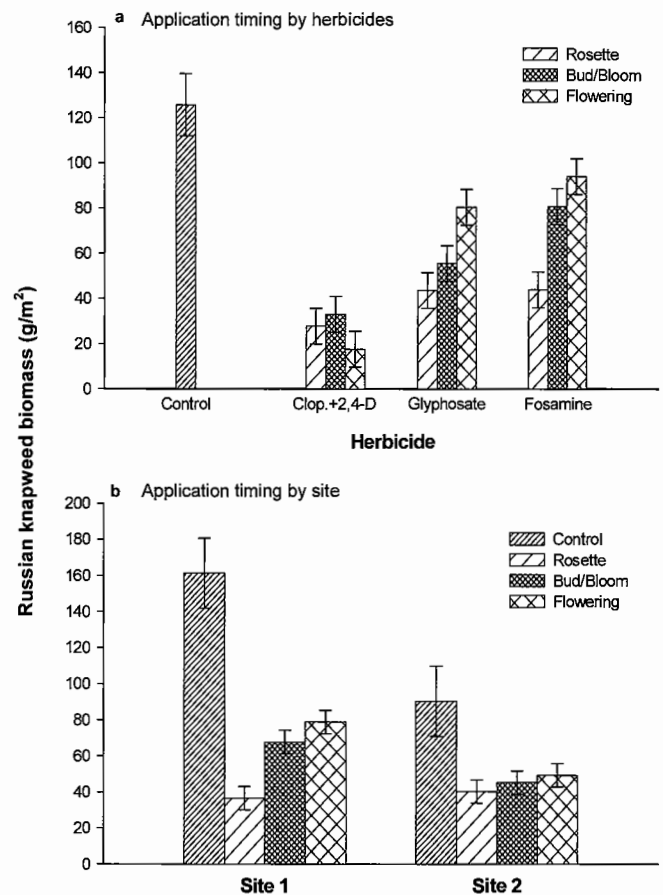 a Application timing by herbicides
160
140
120
100
80
60
40
20
0
Rosette
Bud/Bloom
Flowering
Control Clop.+2,4-D Glyphosate Fosamine
Herbicide
Russian knapweed biomass (g/m²)
b Application timing by site
200
180
160
140
120
100
80
60
40
20
0
Control
Rosette
Bud/Bloom
Flowering
Site 1 Site 2